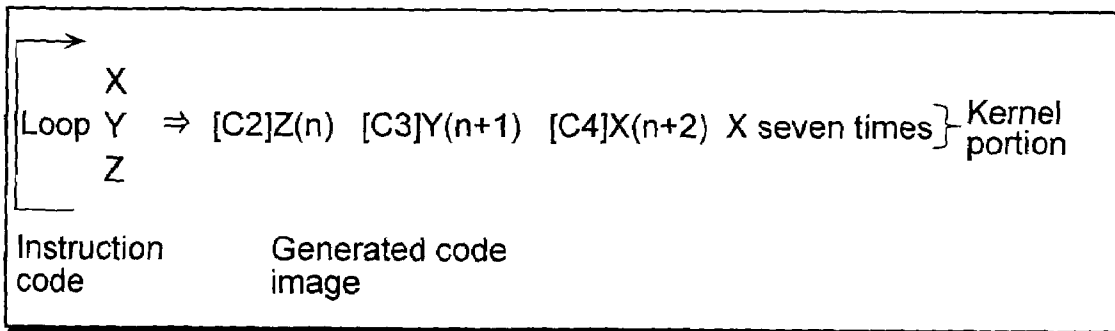 X
Loop Y ⇒ [C2]Z(n) [C3]Y(n+1) [C4]X(n+2) X seven times} Kernel portion
Z
Instruction code
Generated code image